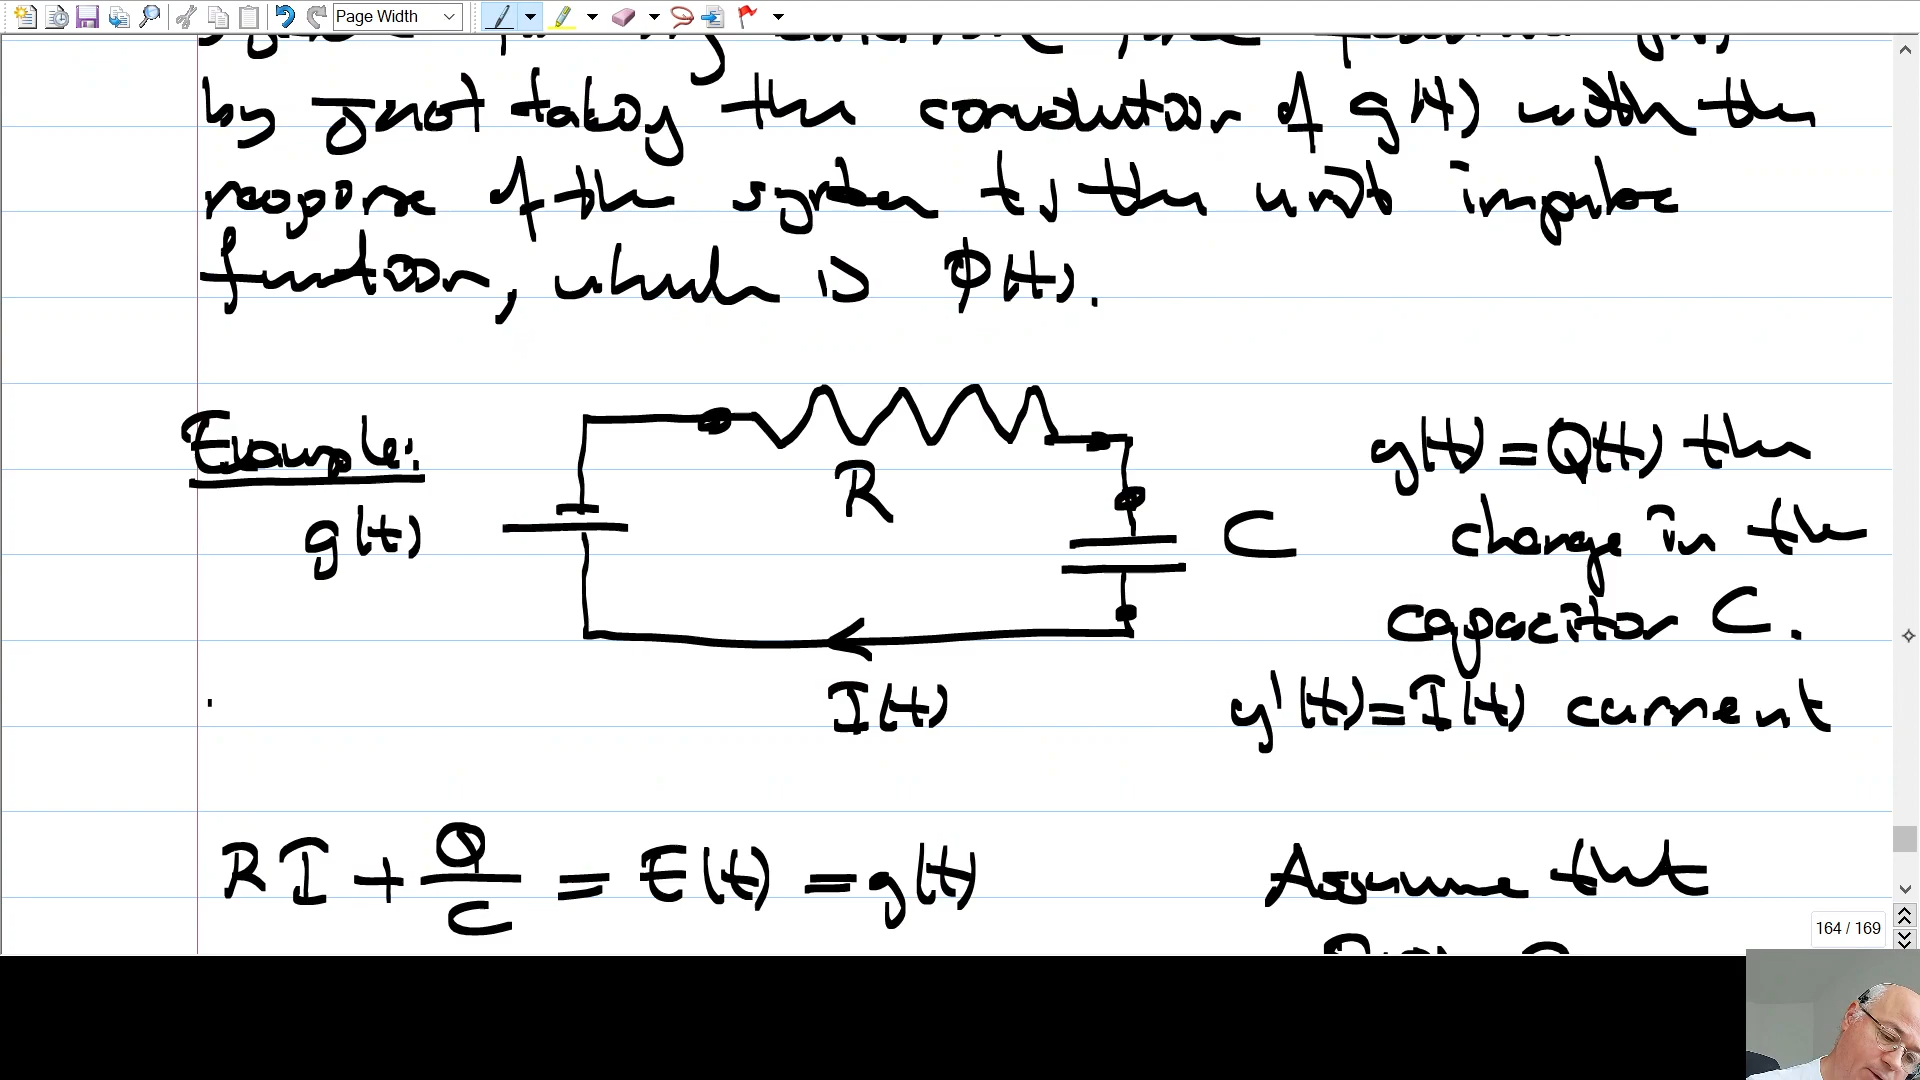 Page Width
by just taking the convolution of g(t) with the
response of the system to the unit impulse
function, which is φ(t).
Example:
g(t)
R
C
I(t)
y(t) = Q(t) the
change in the
capacitor C.
y'(t) = I(t) current
RI + Q/C = E(t) = g(t)
Assume that
164 / 169